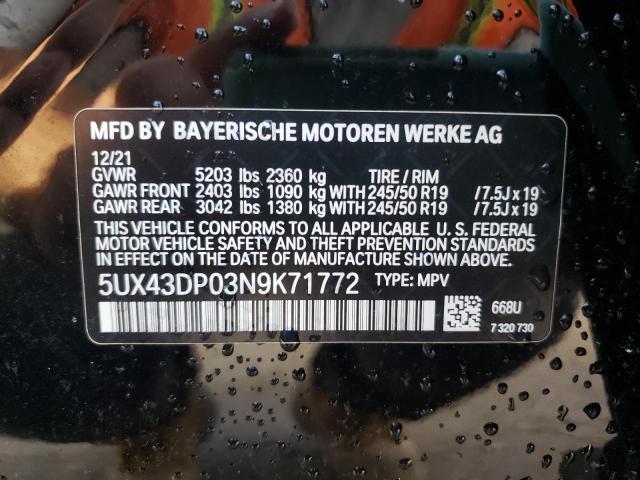 MFD BY BAYERISCHE MOTOREN WERKE AG
12/21
GVWR 5203 lbs 2360 kg TIRE / RIM
GAWR FRONT 2403 lbs 1090 kg WITH 245/50 R19 /7.5J x 19
GAWR REAR 3042 lbs 1380 kg WITH 245/50 R19 /7.5J x 19
THIS VEHICLE CONFORMS TO ALL APPLICABLE U. S. FEDERAL
MOTOR VEHICLE SAFETY AND THEFT PREVENTION STANDARDS
IN EFFECT ON THE DATE OF MANUFACTURE SHOWN ABOVE.
5UX43DP03N9K71772 TYPE: MPV
668U
7 320 730